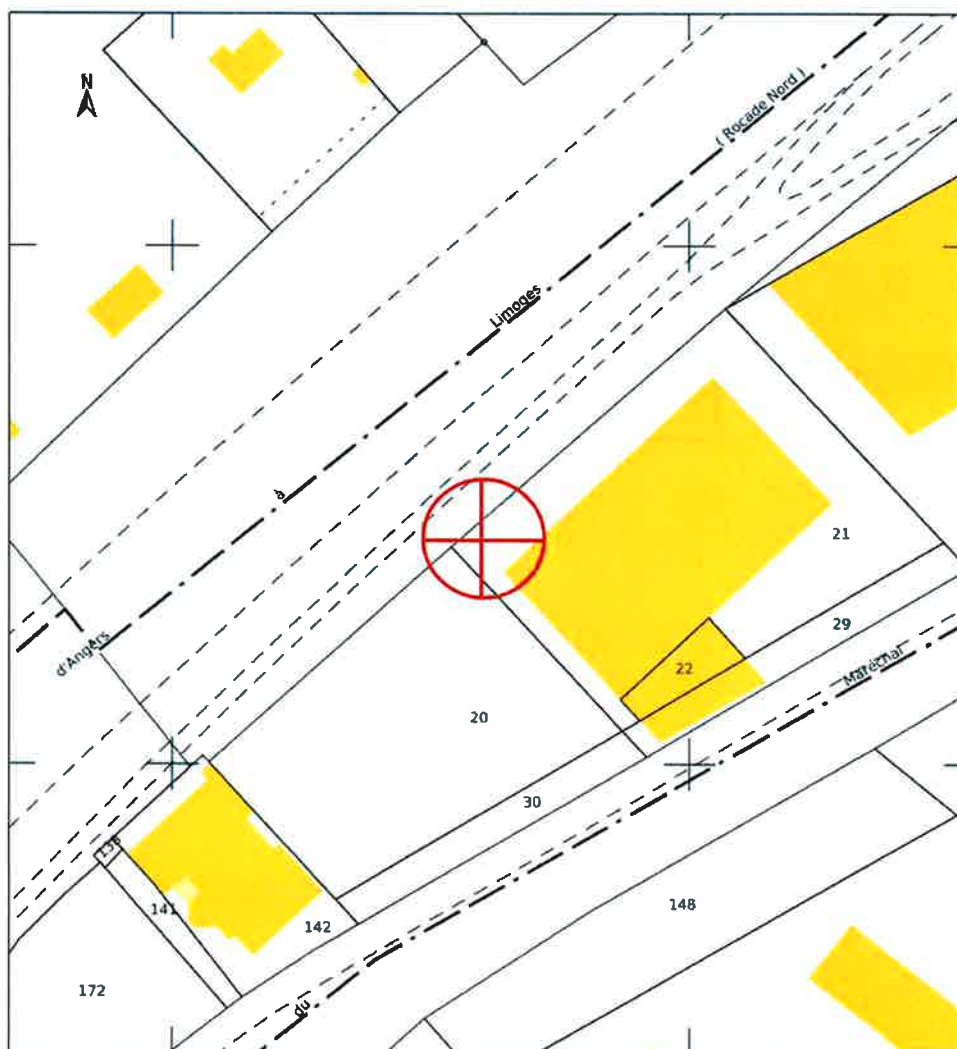 N
( Rocade Nord )
Limoges
à
d'Angers
21
29
22
Maréchal
20
30
138
141
142
148
172
du